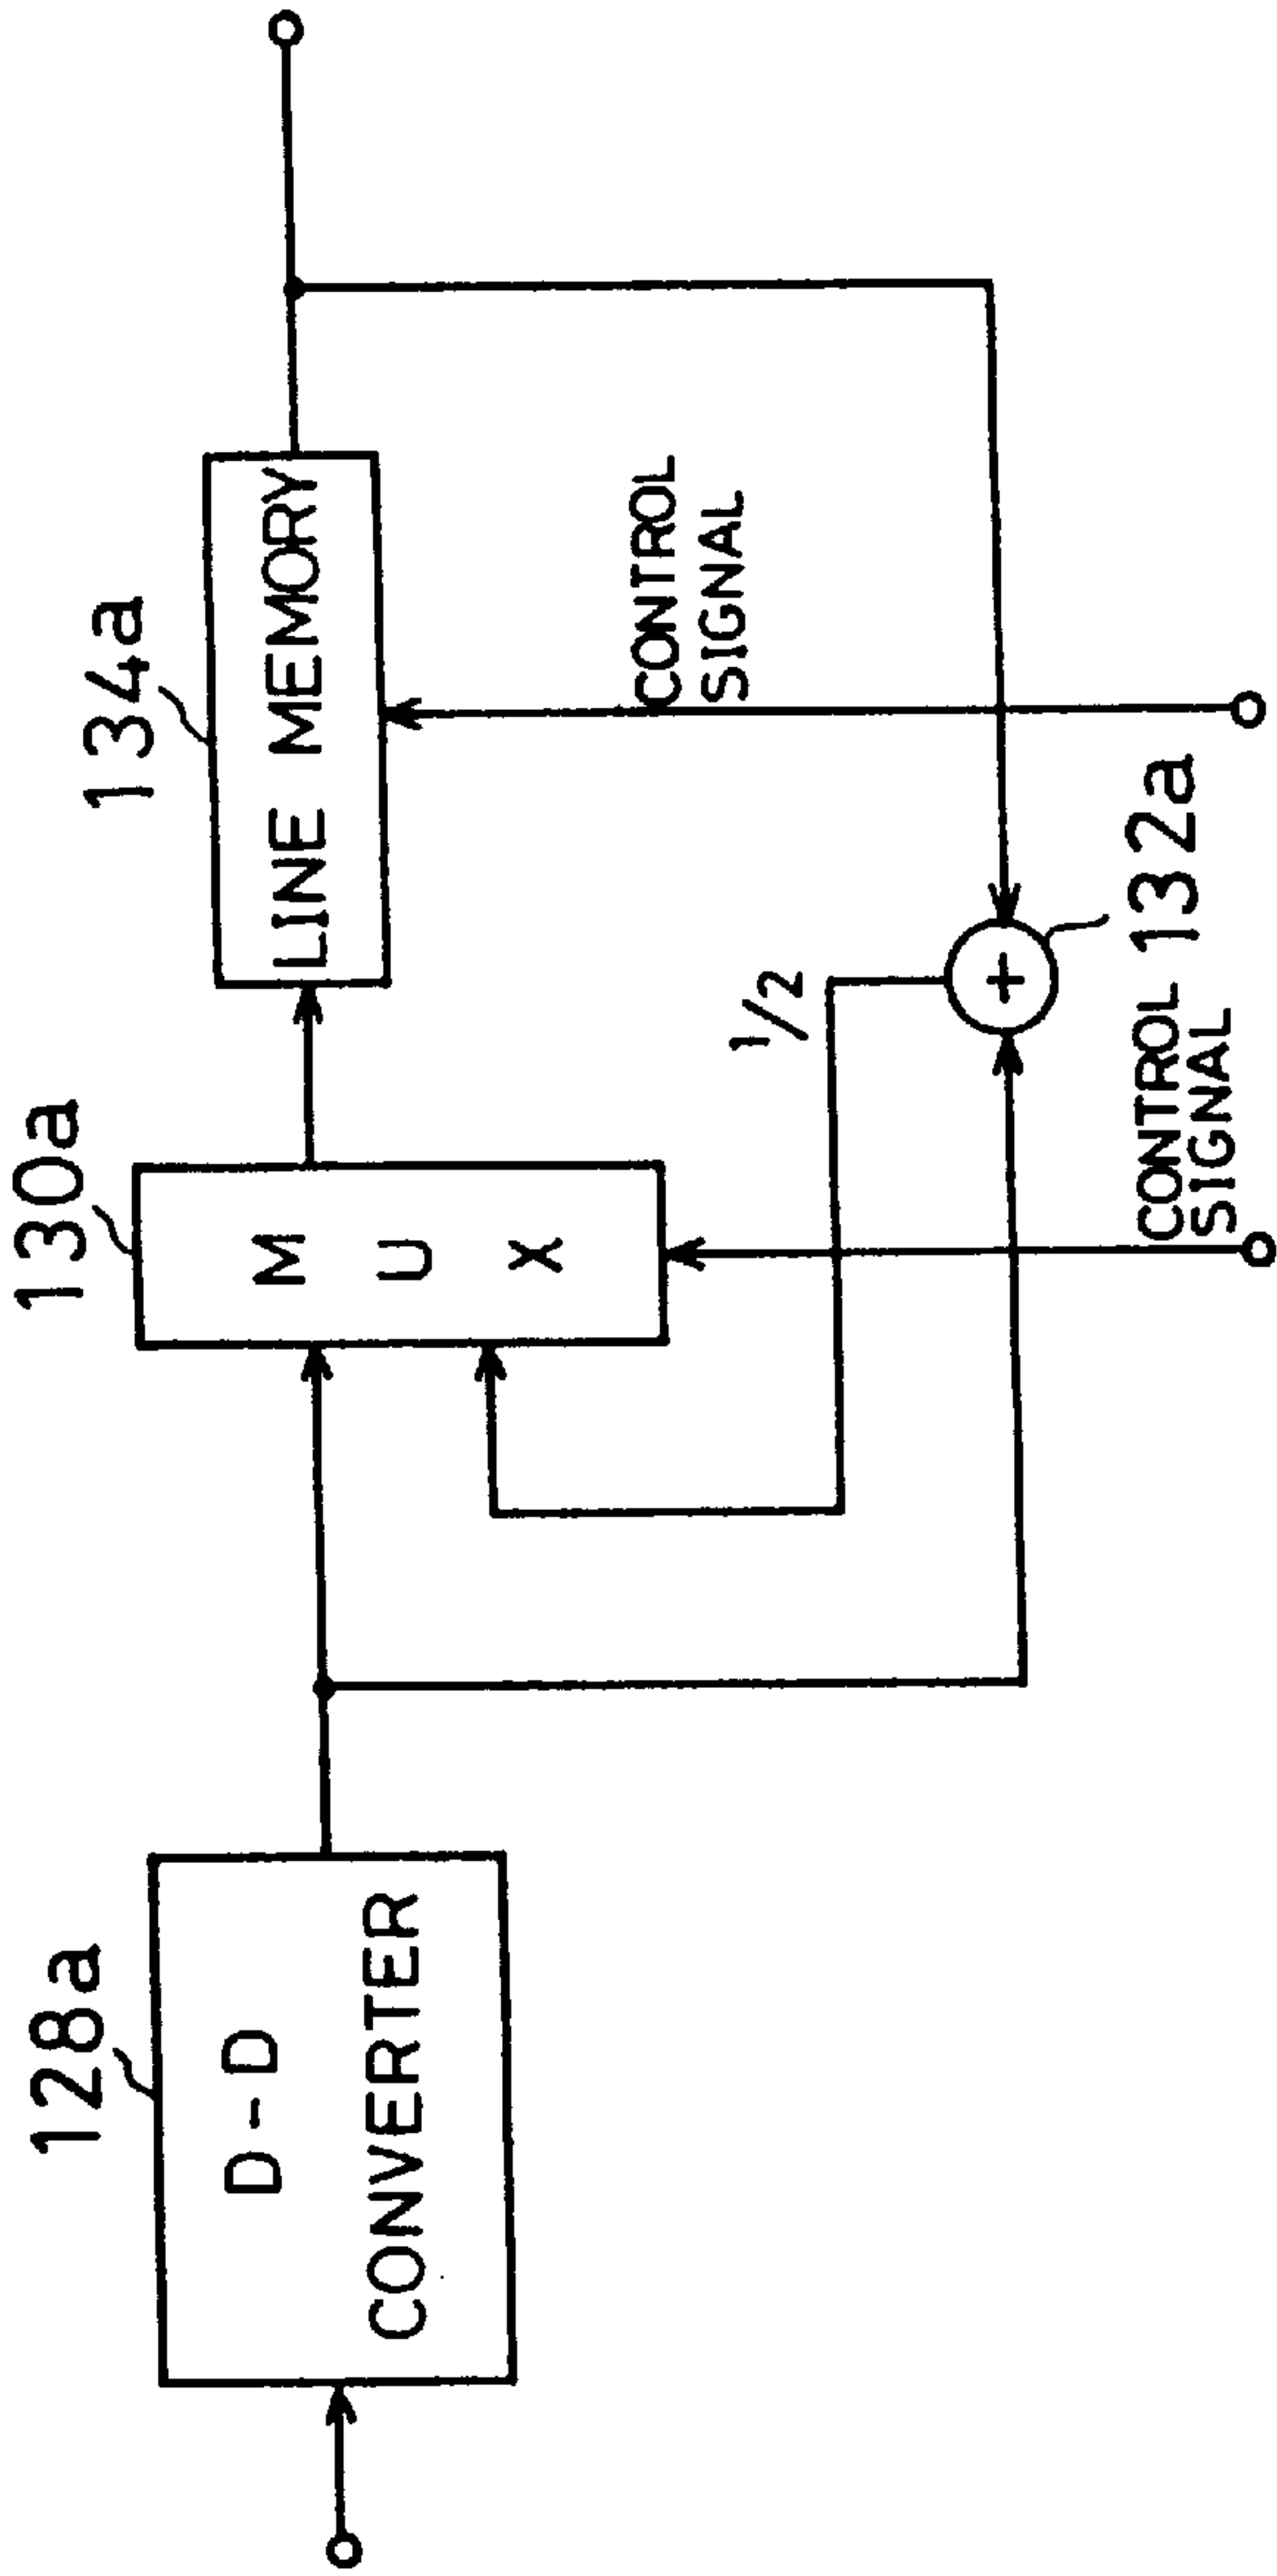 128a
D-D
CONVERTER
130a
M
U
X
134a
LINE MEMORY
1/2
CONTROL
SIGNAL
+
132a
CONTROL
SIGNAL